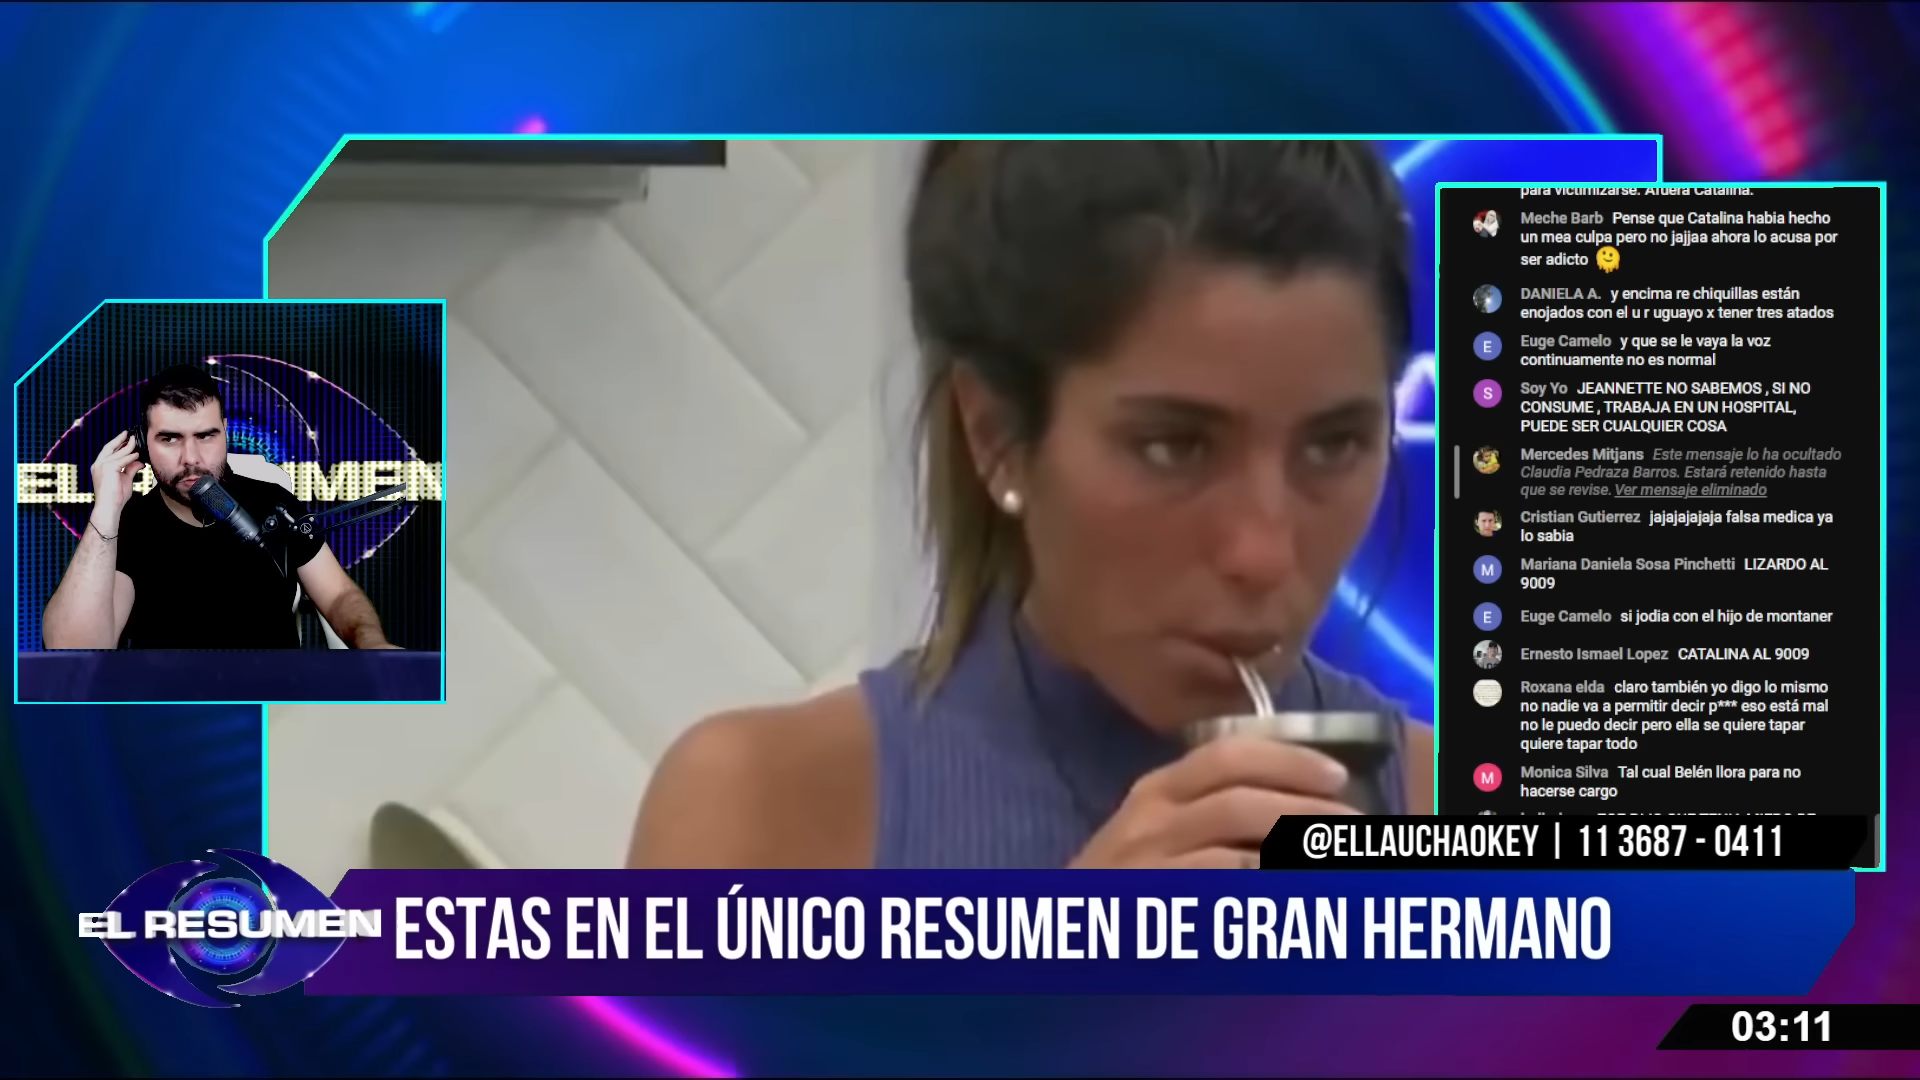 para victimizarse. Afuera Catalina.
Meche Barb Pense que Catalina habia hecho
un mea culpa pero no jajjaa ahora lo acusa por
ser adicto
DANIELA A. y encima re chiquillas están
enojados con el u r uguayo x tener tres atados
E
Euge Camelo y que se le vaya la voz
continuamente no es normal
S
Soy Yo JEANNETTE NO SABEMOS , SI NO
CONSUME , TRABAJA EN UN HOSPITAL,
PUEDE SER CUALQUIER COSA
Mercedes Mitjans Este mensaje lo ha ocultado
Claudia Pedraza Barros. Estará retenido hasta
que se revise. Ver mensaje eliminado
Cristian Gutierrez jajajajajaja falsa medica ya
lo sabia
M
Mariana Daniela Sosa Pinchetti LIZARDO AL
9009
E
Euge Camelo si jodia con el hijo de montaner
Ernesto Ismael Lopez CATALINA AL 9009
Roxana elda claro también yo digo lo mismo
no nadie va a permitir decir p*** eso está mal
no le puedo decir pero ella se quiere tapar
quiere tapar todo
M
Monica Silva Tal cual Belén llora para no
hacerse cargo
@ELLAUCHAOKEY | 11 3687 - 0411
EL RESUMEN
ESTAS EN EL ÚNICO RESUMEN DE GRAN HERMANO
03:11